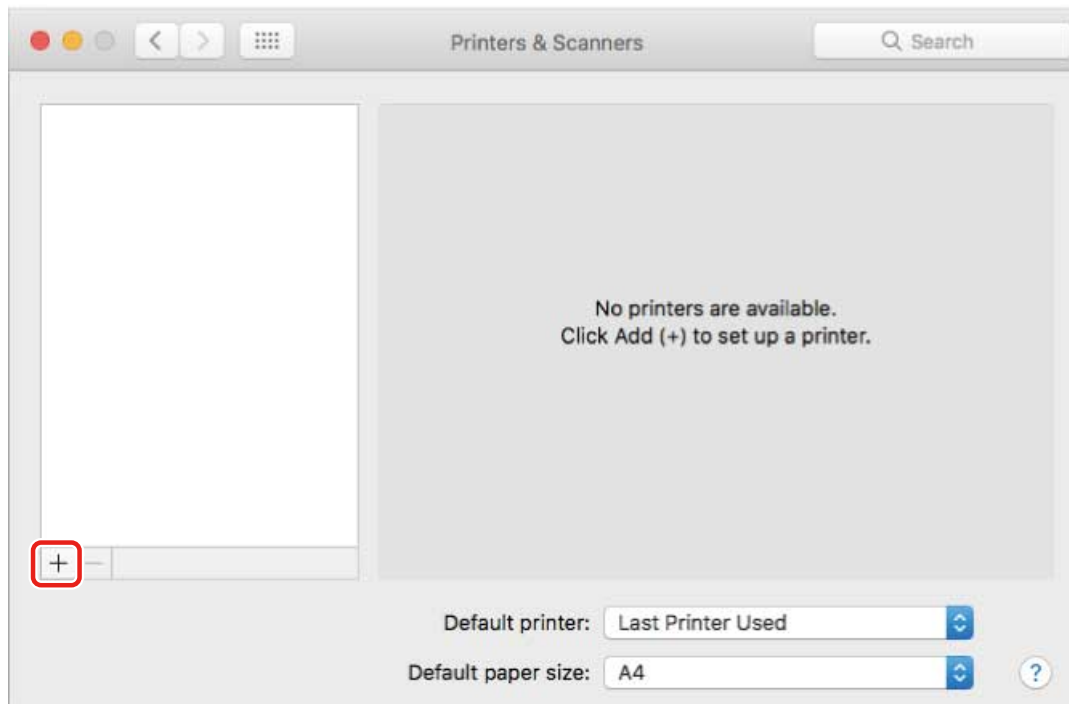 Printers & Scanners
Search
No printers are available.
Click Add (+) to set up a printer.
+
−
Default printer: Last Printer Used
Default paper size: A4
?